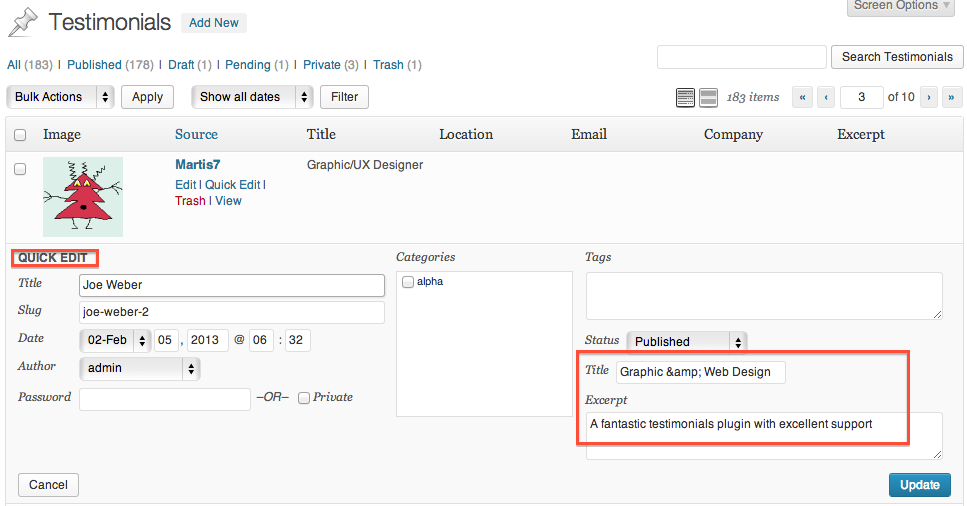 Screen Options
Testimonials Add New
All (183) | Published (178) | Draft (1) | Pending (1) | Private (3) | Trash (1)
Search Testimonials
Bulk Actions Apply Show all dates Filter 183 items « ‹ 3 of 10 › »
Image Source Title Location Email Company Excerpt
Martis7 Graphic/UX Designer
Edit | Quick Edit |
Trash | View
QUICK EDIT Categories Tags
Title Joe Weber alpha
Slug joe-weber-2
Date 02-Feb 05 , 2013 @ 06 : 32 Status Published
Author admin Title Graphic &amp; Web Design
Password –OR– Private Excerpt
A fantastic testimonials plugin with excellent support
Cancel Update